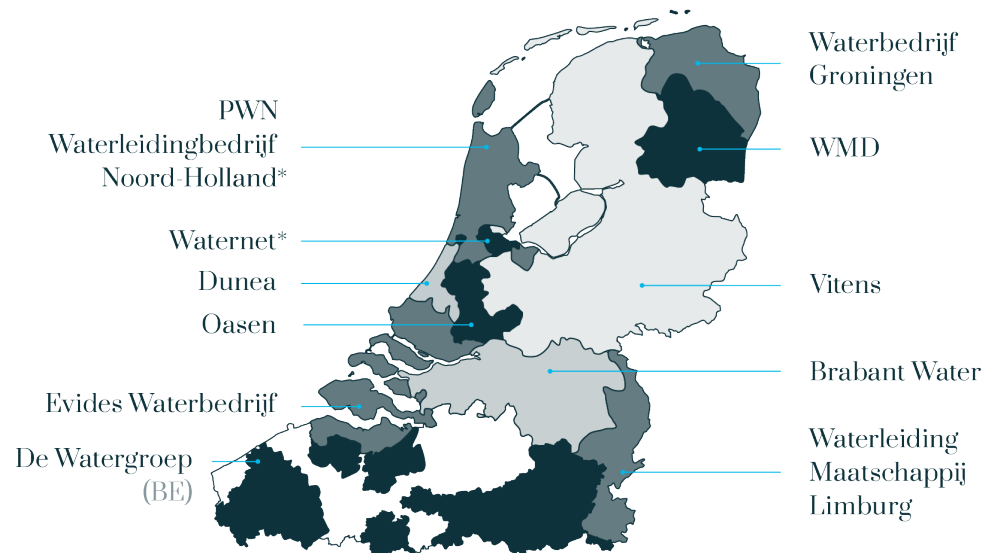 PWN
Waterleidingbedrijf
Noord-Holland*
Waternet*
Dunea
Oasen
Evides Waterbedrijf
De Watergroep
(BE)
Waterbedrijf
Groningen
WMD
Vitens
Brabant Water
Waterleiding
Maatschappij
Limburg